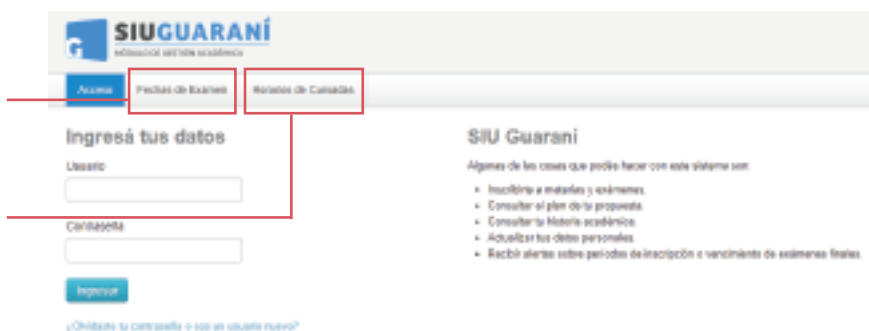 SIUGUARANÍ
MÓDULO DE GESTIÓN ACADÉMICA
Acceso Fechas de Examen Horarios de Cursadas
Ingresá tus datos
Usuario
Contraseña
Ingresar
¿Olvidaste tu contraseña o sos un usuario nuevo?
SIU Guaraní
Algunas de las cosas que podés hacer con este sistema son:
Inscribirte a materias y exámenes.
Consultar el plan de tu propuesta.
Consultar tu historia académica.
Actualizar tus datos personales.
Recibir alertas sobre períodos de inscripción o vencimiento de exámenes finales.